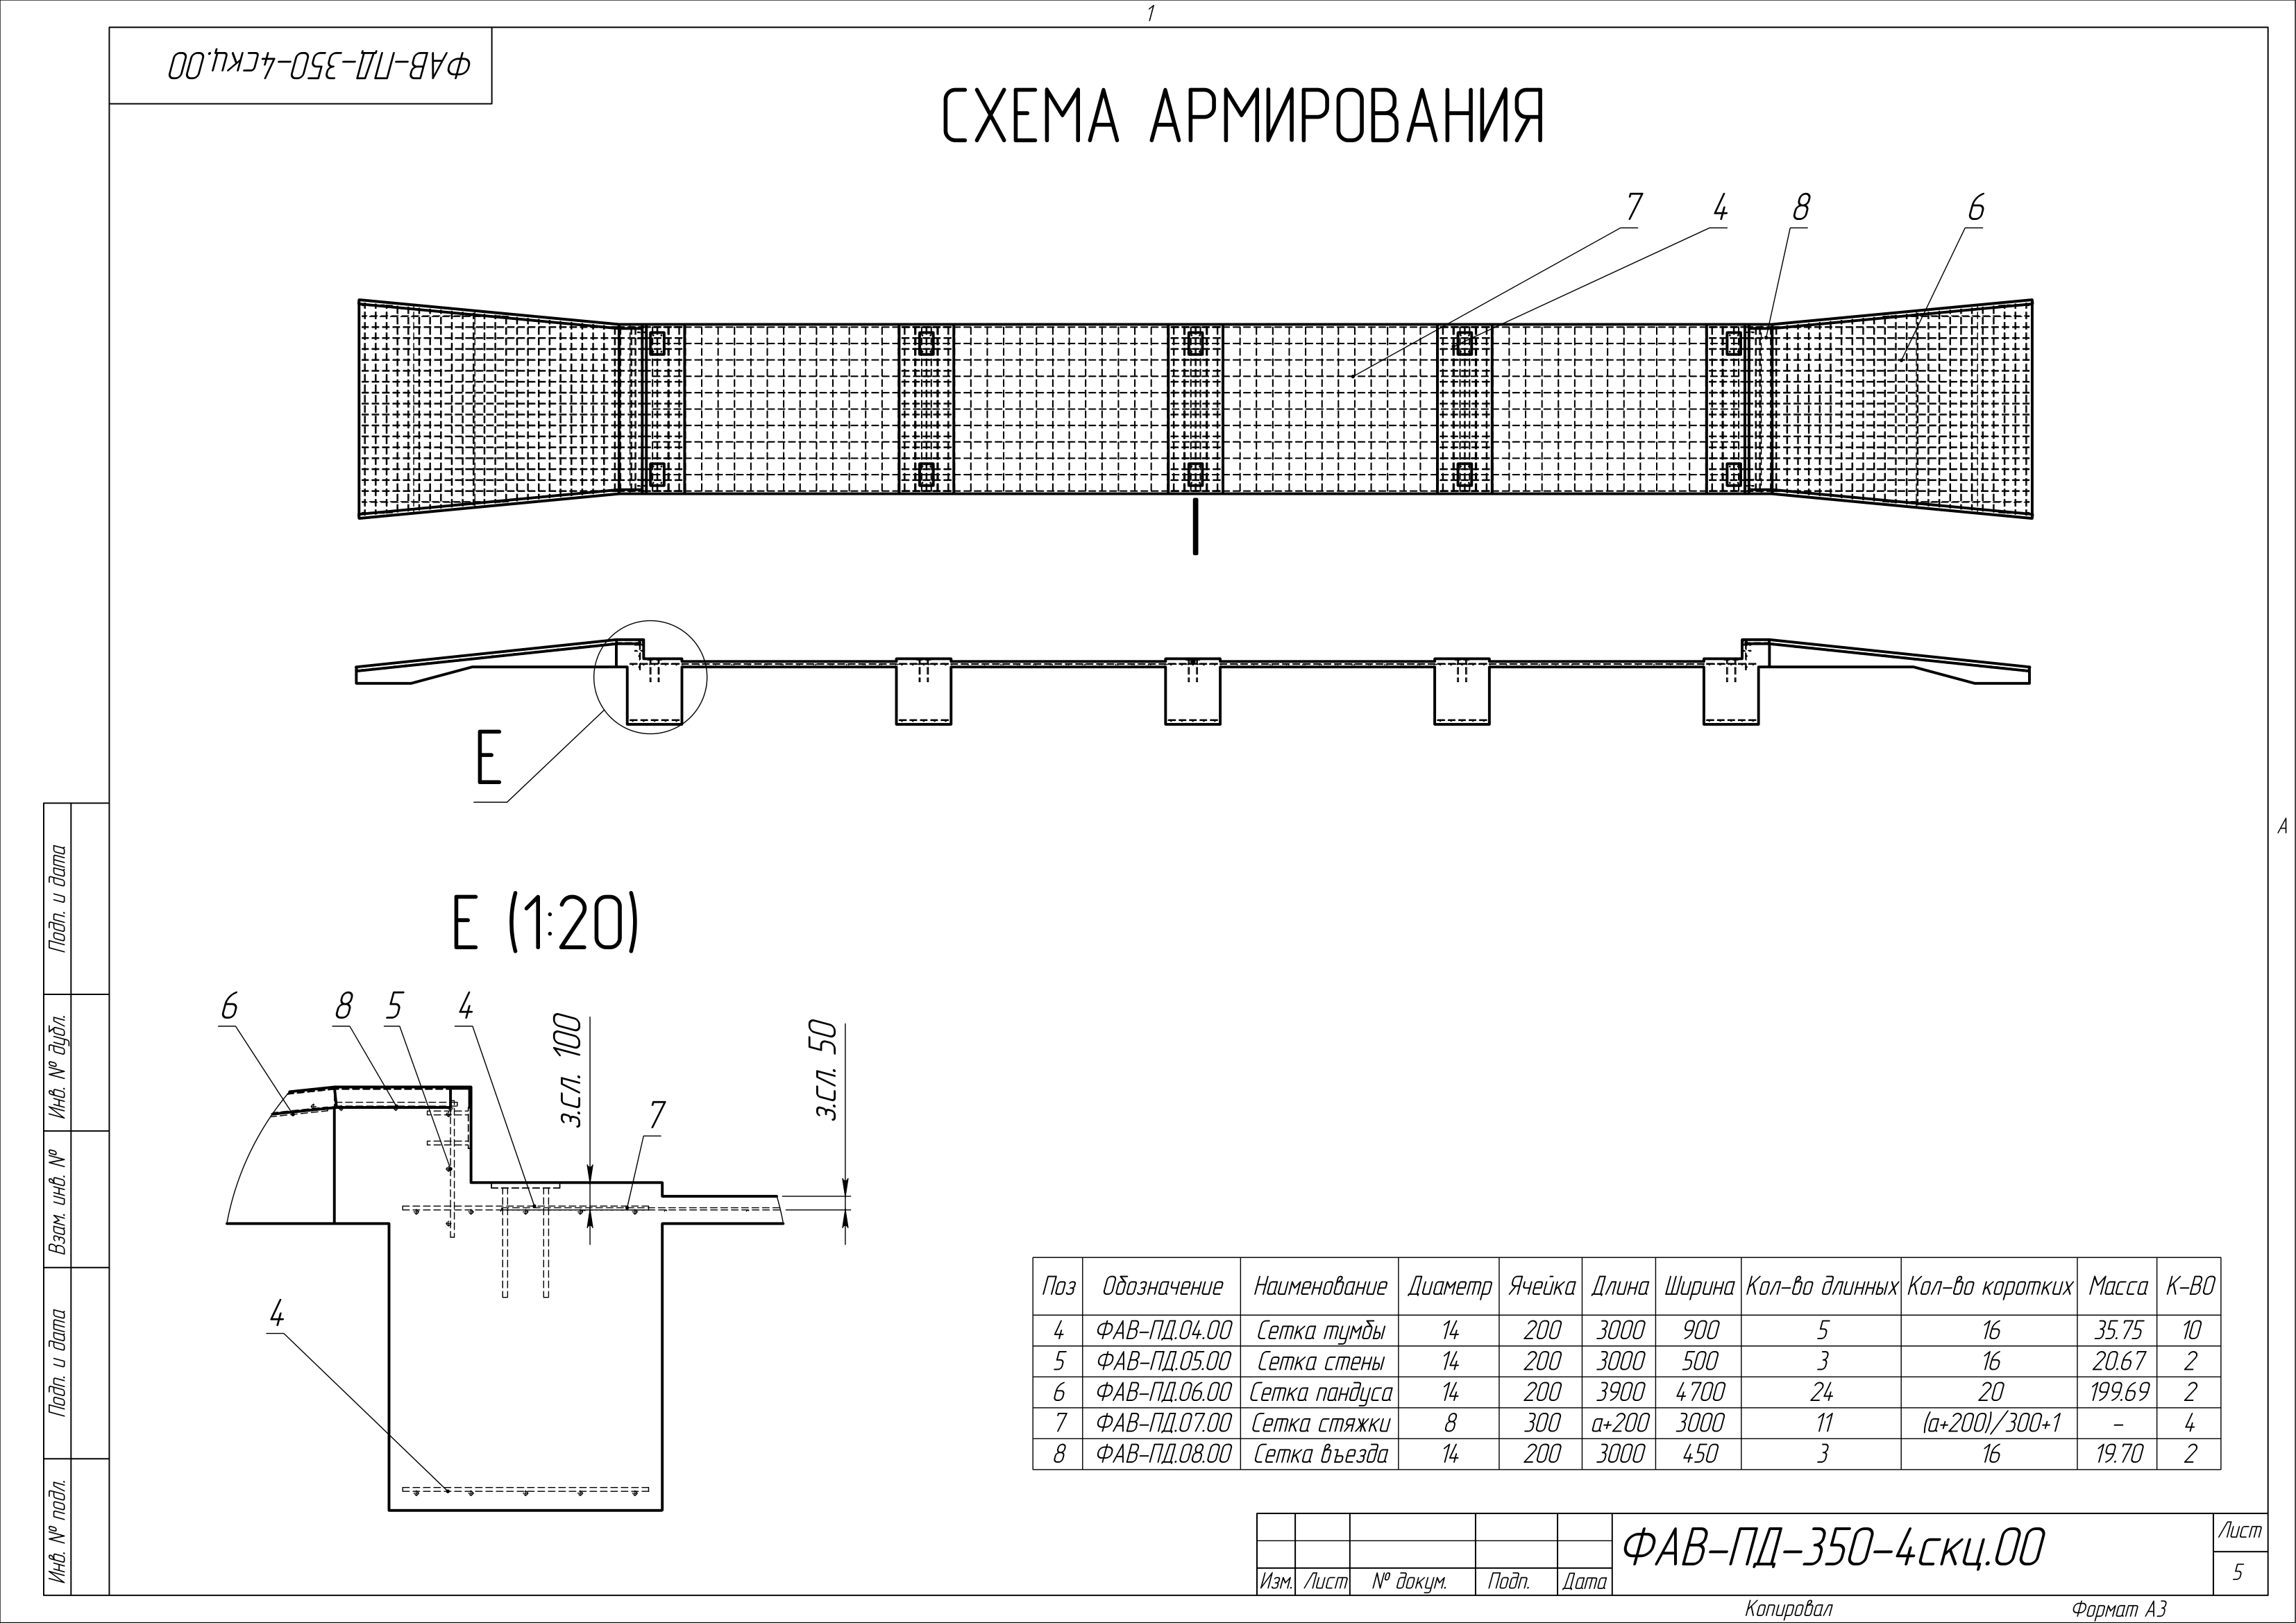 1
ФАВ-ПД-350-4скц.00
СХЕМА АРМИРОВАНИЯ
7 4 8 6
Е
А
Е (1:20)
6 8 5 4
з.сл. 100
з.сл. 50
7
4
Поз Обозначение Наименование Диаметр Ячейка Длина Ширина Кол-во длинных Кол-во коротких Масса К-ВО
4 ФАВ-ПД.04.00 Сетка тумбы 14 200 3000 900 5 16 35.75 10
5 ФАВ-ПД.05.00 Сетка стены 14 200 3000 500 3 16 20.67 2
6 ФАВ-ПД.06.00 Сетка пандуса 14 200 3900 4700 24 20 199.69 2
7 ФАВ-ПД.07.00 Сетка стяжки 8 300 а+200 3000 11 (а+200)/300+1 - 4
8 ФАВ-ПД.08.00 Сетка въезда 14 200 3000 450 3 16 19.70 2
Подп. и дата
Инв. № дубл.
Взам. инв. №
Подп. и дата
Инв. № подл.
Изм. Лист № докум. Подп. Дата
ФАВ-ПД-350-4скц.00
Лист
5
Копировал
Формат А3